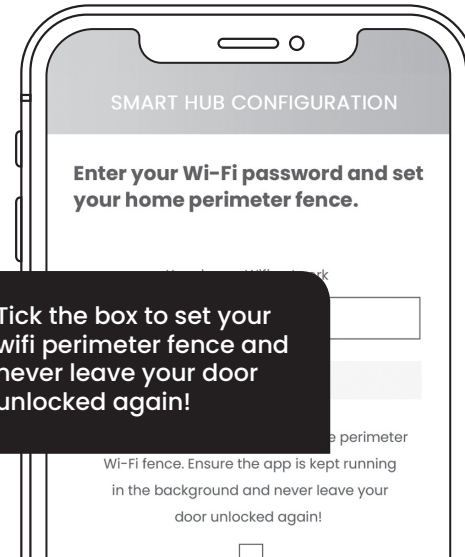 SMART HUB CONFIGURATION
Enter your Wi-Fi password and set
your home perimeter fence.
Tick the box to set your
wifi perimeter fence and
never leave your door
unlocked again!
perimeter
Wi-Fi fence. Ensure the app is kept running
in the background and never leave your
door unlocked again!